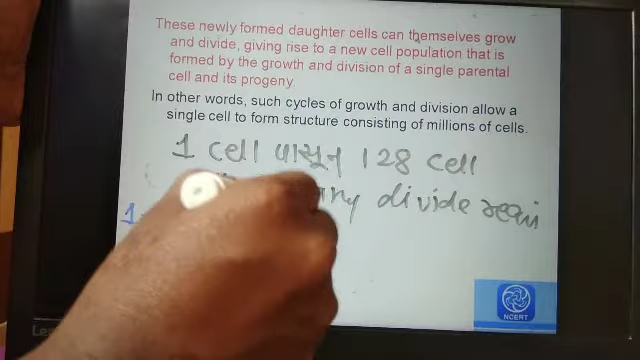 These newly formed daughter cells can themselves grow
and divide, giving rise to a new cell population that is
formed by the growth and division of a single parental
cell and its progeny
In other words, such cycles of growth and division allow a
single cell to form structure consisting of millions of cells.
1 cell पासून 128 cell
divide
1
NCERT
Le